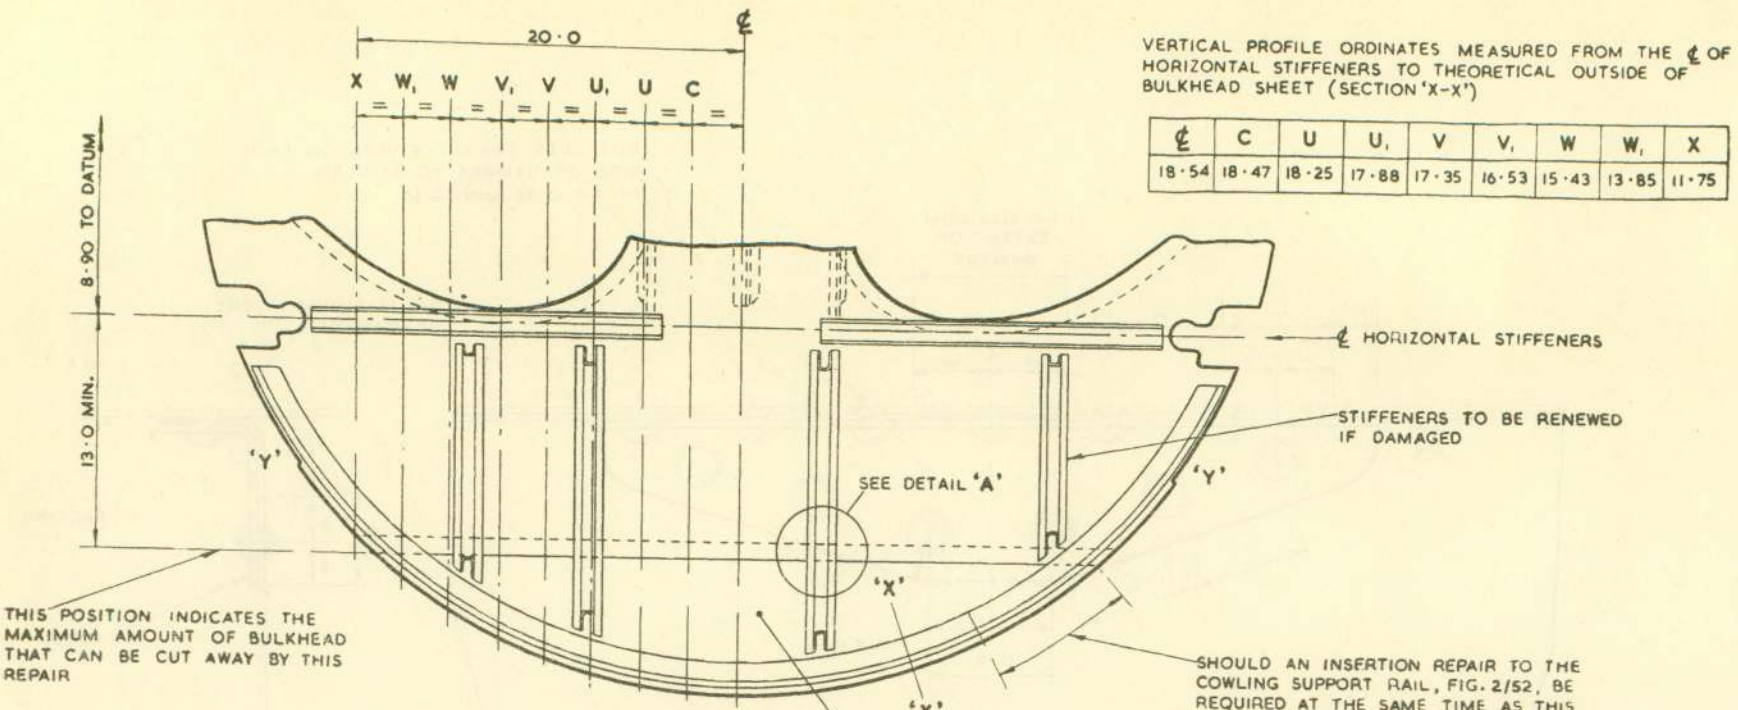 ℄
20·0
X W₁ W V₁ V U₁ U C
= = = = = = = =
8·90 TO DATUM
13·0 MIN.
VERTICAL PROFILE ORDINATES MEASURED FROM THE ℄ OF
HORIZONTAL STIFFENERS TO THEORETICAL OUTSIDE OF
BULKHEAD SHEET (SECTION 'X-X')
℄ C U U₁ V V₁ W W₁ X
18·54 18·47 18·25 17·88 17·35 16·53 15·43 13·85 11·75
℄ HORIZONTAL STIFFENERS
STIFFENERS TO BE RENEWED
IF DAMAGED
'Y'
'Y'
SEE DETAIL 'A'
'X'
THIS POSITION INDICATES THE
MAXIMUM AMOUNT OF BULKHEAD
THAT CAN BE CUT AWAY BY THIS
REPAIR
SHOULD AN INSERTION REPAIR TO THE
COWLING SUPPORT RAIL, FIG. 2/52, BE
REQUIRED AT THE SAME TIME AS THIS